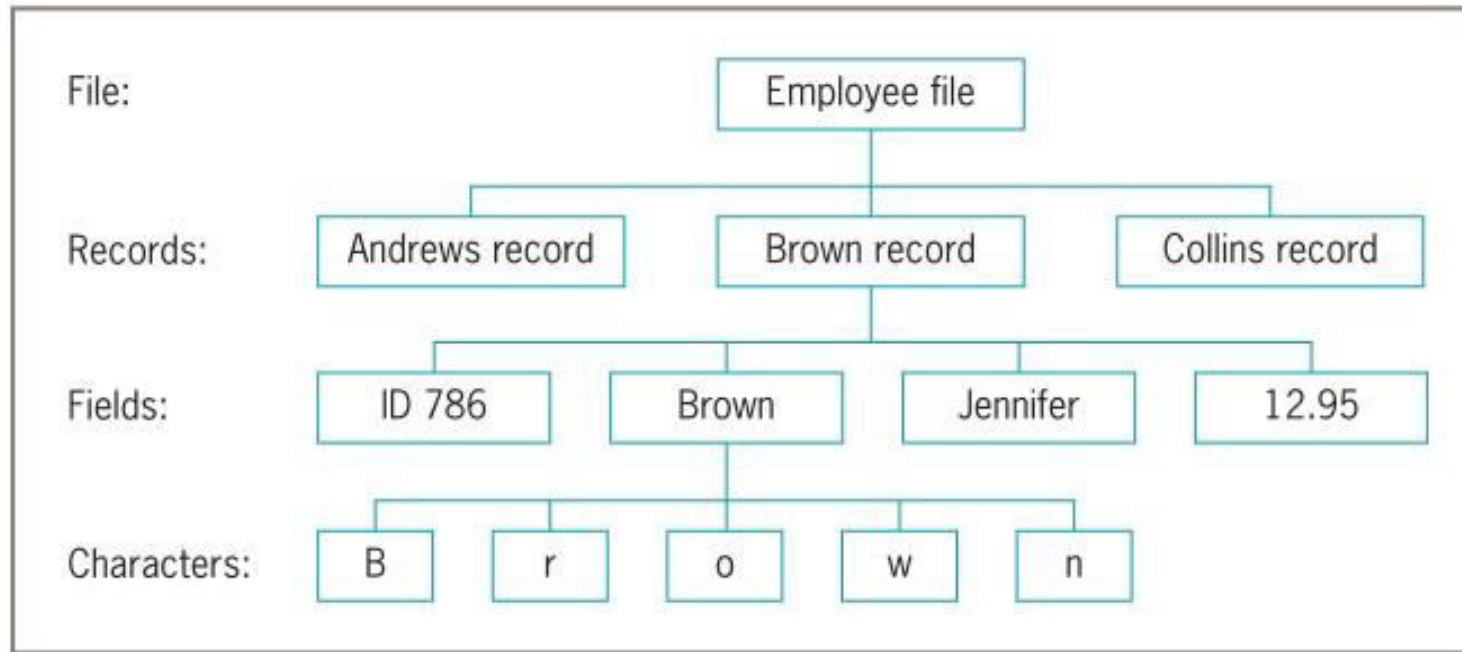 File: Employee file
Records: Andrews record Brown record Collins record
Fields: ID 786 Brown Jennifer 12.95
Characters: B r o w n